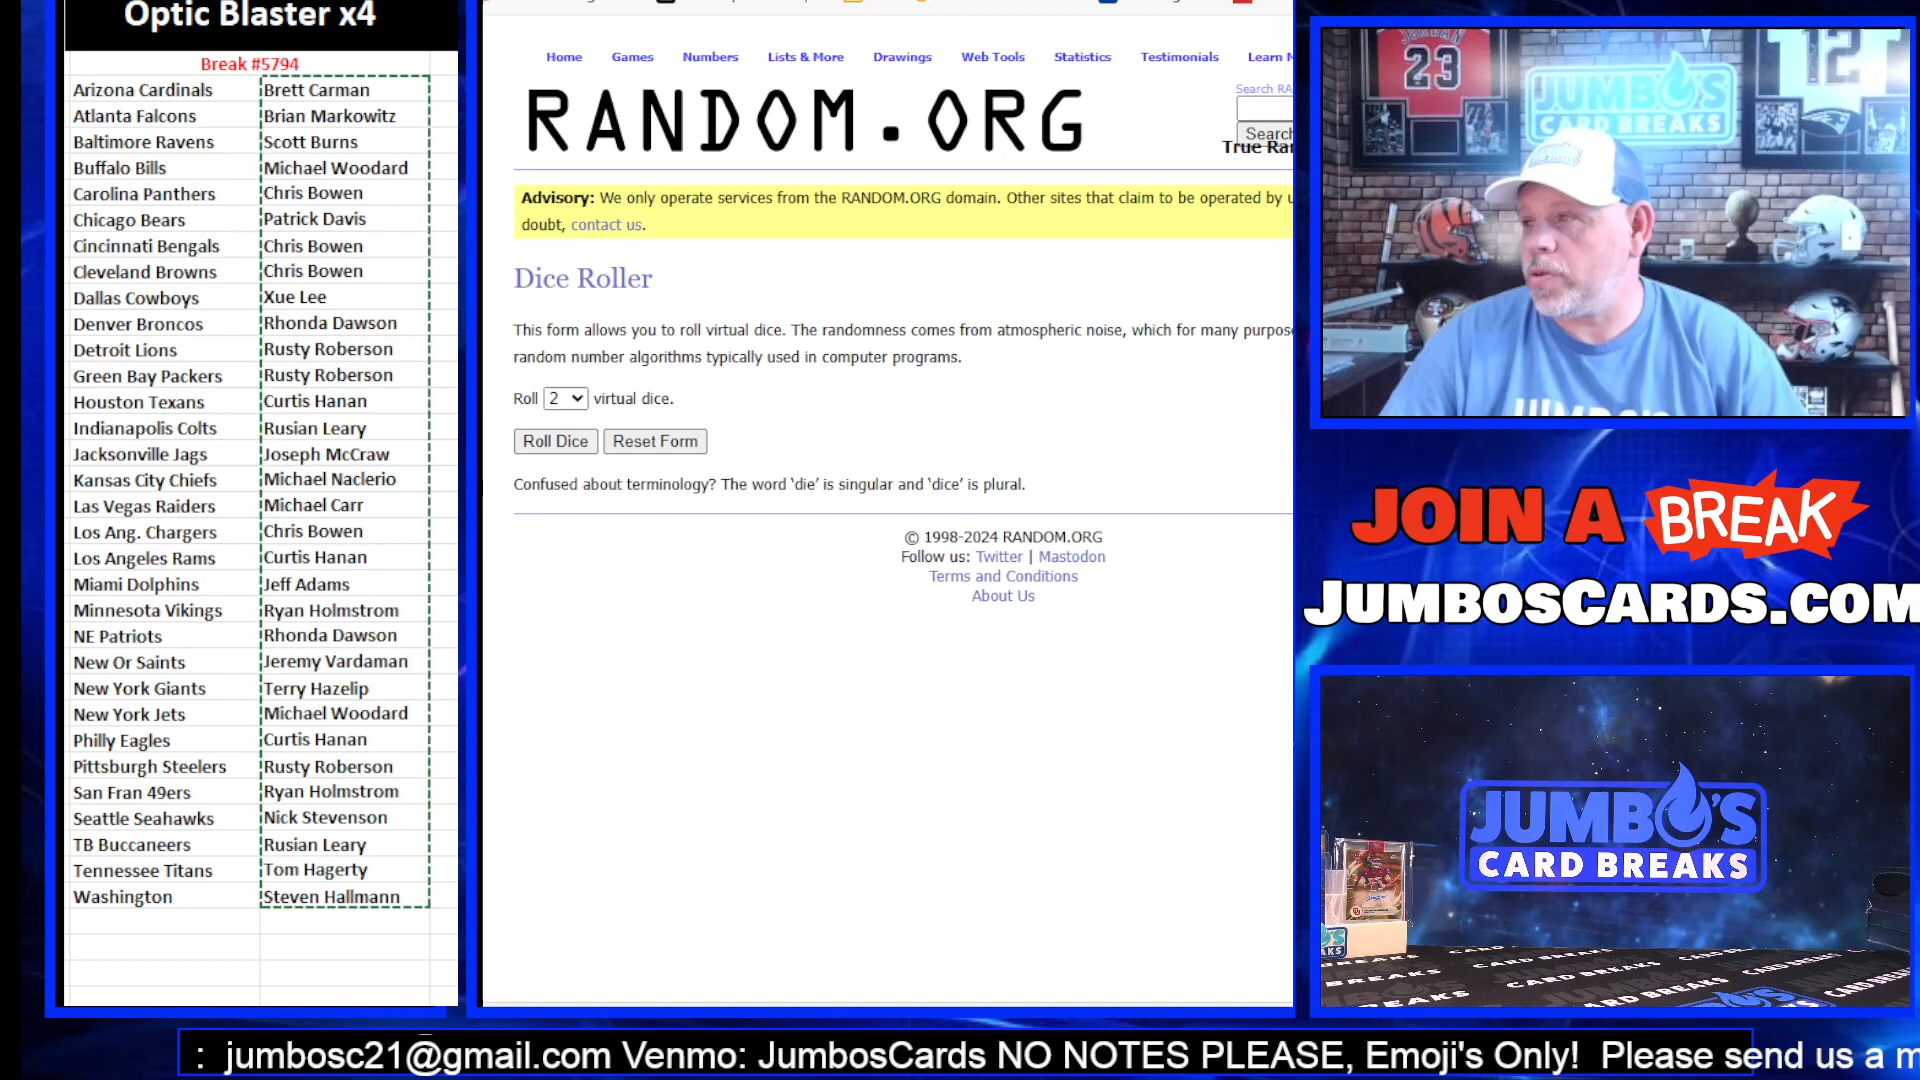 Optic Blaster x4
Break #5794
Arizona Cardinals Brett Carman
Atlanta Falcons Brian Markowitz
Baltimore Ravens Scott Burns
Buffalo Bills Michael Woodard
Carolina Panthers Chris Bowen
Chicago Bears Patrick Davis
Cincinnati Bengals Chris Bowen
Cleveland Browns Chris Bowen
Dallas Cowboys Xue Lee
Denver Broncos Rhonda Dawson
Detroit Lions Rusty Roberson
Green Bay Packers Rusty Roberson
Houston Texans Curtis Hanan
Indianapolis Colts Rusian Leary
Jacksonville Jags Joseph McCraw
Kansas City Chiefs Michael Naclerio
Las Vegas Raiders Michael Carr
Los Ang. Chargers Chris Bowen
Los Angeles Rams Curtis Hanan
Miami Dolphins Jeff Adams
Minnesota Vikings Ryan Holmstrom
NE Patriots Rhonda Dawson
New Or Saints Jeremy Vardaman
New York Giants Terry Hazelip
New York Jets Michael Woodard
Philly Eagles Curtis Hanan
Pittsburgh Steelers Rusty Roberson
San Fran 49ers Ryan Holmstrom
Seattle Seahawks Nick Stevenson
TB Buccaneers Rusian Leary
Tennessee Titans Tom Hagerty
Washington Steven Hallmann
Home Games Numbers Lists & More Drawings Web Tools Statistics Testimonials Learn
Search RA
RANDOM.ORG
Search
True Ran
Advisory: We only operate services from the RANDOM.ORG domain. Other sites that claim to be operated by u
doubt, contact us.
Dice Roller
This form allows you to roll virtual dice. The randomness comes from atmospheric noise, which for many purpose
random number algorithms typically used in computer programs.
Roll 2 virtual dice.
Roll Dice Reset Form
Confused about terminology? The word ‘die’ is singular and ‘dice’ is plural.
© 1998-2024 RANDOM.ORG
Follow us: Twitter | Mastodon
Terms and Conditions
About Us
JORDAN
23
JUMBO'S
CARD BREAKS
12
JUMBO'S
JOIN A BREAK
JUMBOSCARDS.COM
JUMBO'S
CARD BREAKS
: jumbosc21@gmail.com Venmo: JumbosCards NO NOTES PLEASE, Emoji's Only! Please send us a m